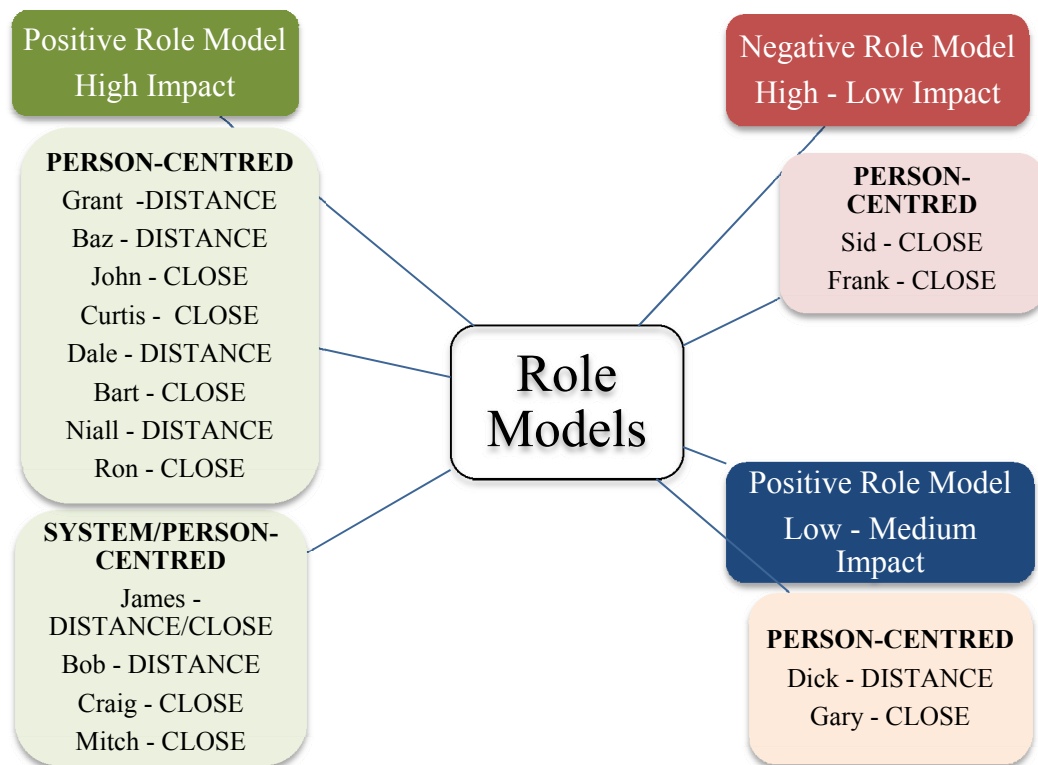 Positive Role Model
High Impact
PERSON-CENTRED
Grant -DISTANCE
Baz - DISTANCE
John - CLOSE
Curtis - CLOSE
Dale - DISTANCE
Bart - CLOSE
Niall - DISTANCE
Ron - CLOSE
SYSTEM/PERSON-
CENTRED
James -
DISTANCE/CLOSE
Bob - DISTANCE
Craig - CLOSE
Mitch - CLOSE
Role
Models
Negative Role Model
High - Low Impact
PERSON-
CENTRED
Sid - CLOSE
Frank - CLOSE
Positive Role Model
Low - Medium
Impact
PERSON-CENTRED
Dick - DISTANCE
Gary - CLOSE